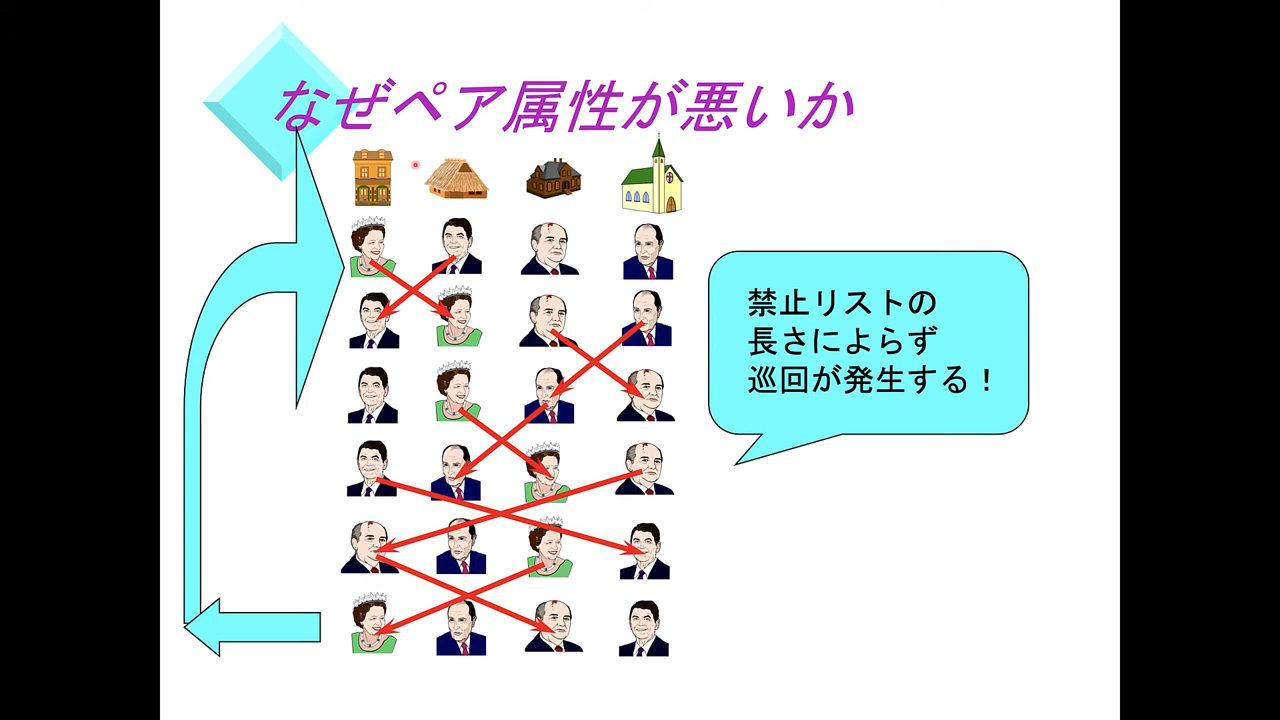 なぜペア属性が悪いか
禁止リストの
長さによらず
巡回が発生する！